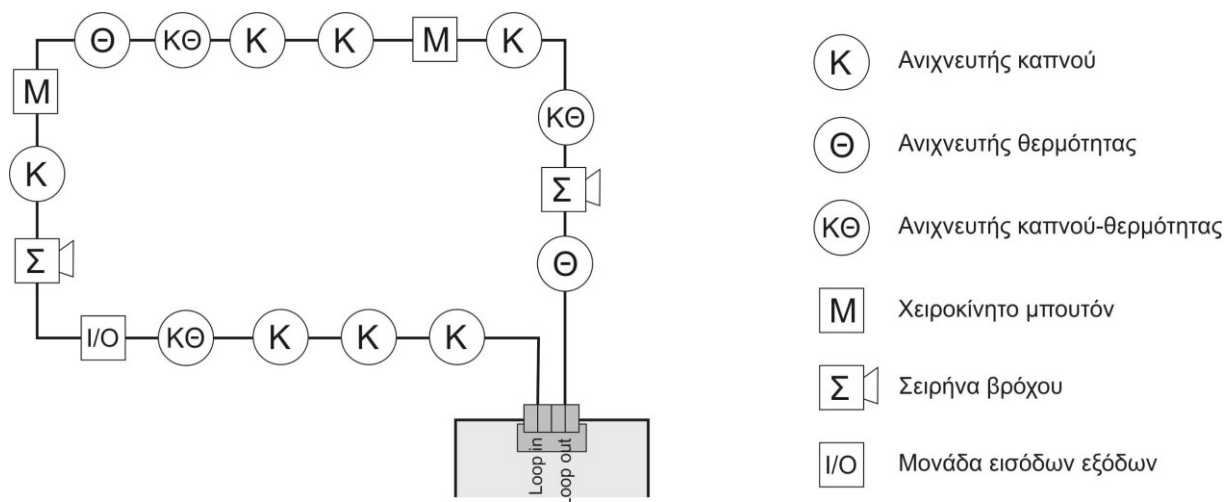 Θ ΚΘ Κ Κ Μ Κ
Μ
ΚΘ
Κ
Σ
Σ
Θ
I/O ΚΘ Κ Κ Κ
Loop in
Loop out
Κ Ανιχνευτής καπνού
Θ Ανιχνευτής θερμότητας
ΚΘ Ανιχνευτής καπνού-θερμότητας
Μ Χειροκίνητο μπουτόν
Σ Σειρήνα βρόχου
I/O Μονάδα εισόδων εξόδων